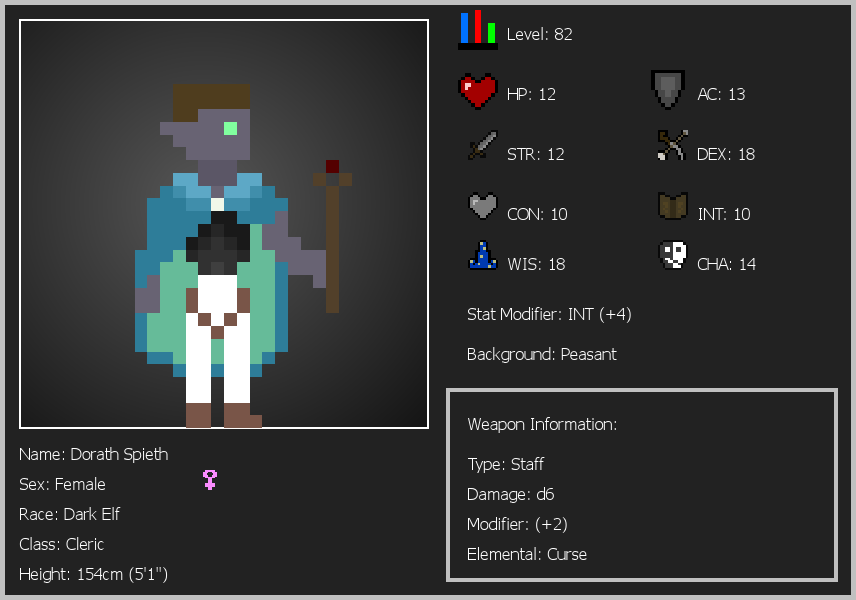 Level: 82
HP: 12
AC: 13
STR: 12
DEX: 18
CON: 10
INT: 10
WIS: 18
CHA: 14
Stat Modifier: INT (+4)
Background: Peasant
Weapon Information:
Type: Staff
Damage: d6
Modifier: (+2)
Elemental: Curse
Name: Dorath Spieth
Sex: Female
Race: Dark Elf
Class: Cleric
Height: 154cm (5'1")